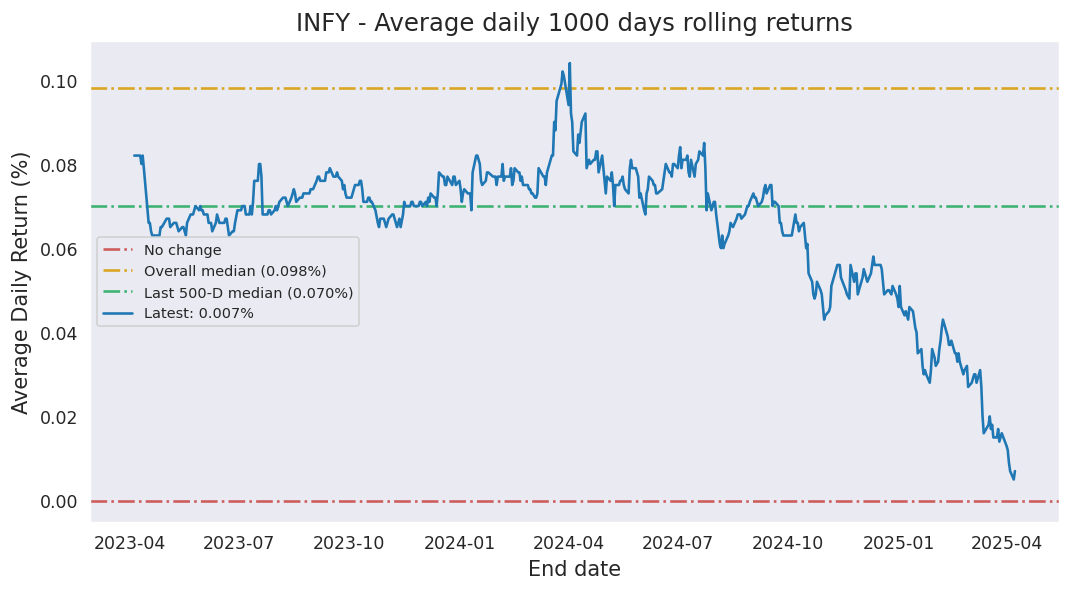 INFY - Average daily 1000 days rolling returns
Average Daily Return (%)
0.10
0.08
0.06
0.04
0.02
0.00
No change
Overall median (0.098%)
Last 500-D median (0.070%)
Latest: 0.007%
2023-04 2023-07 2023-10 2024-01 2024-04 2024-07 2024-10 2025-01 2025-04
End date